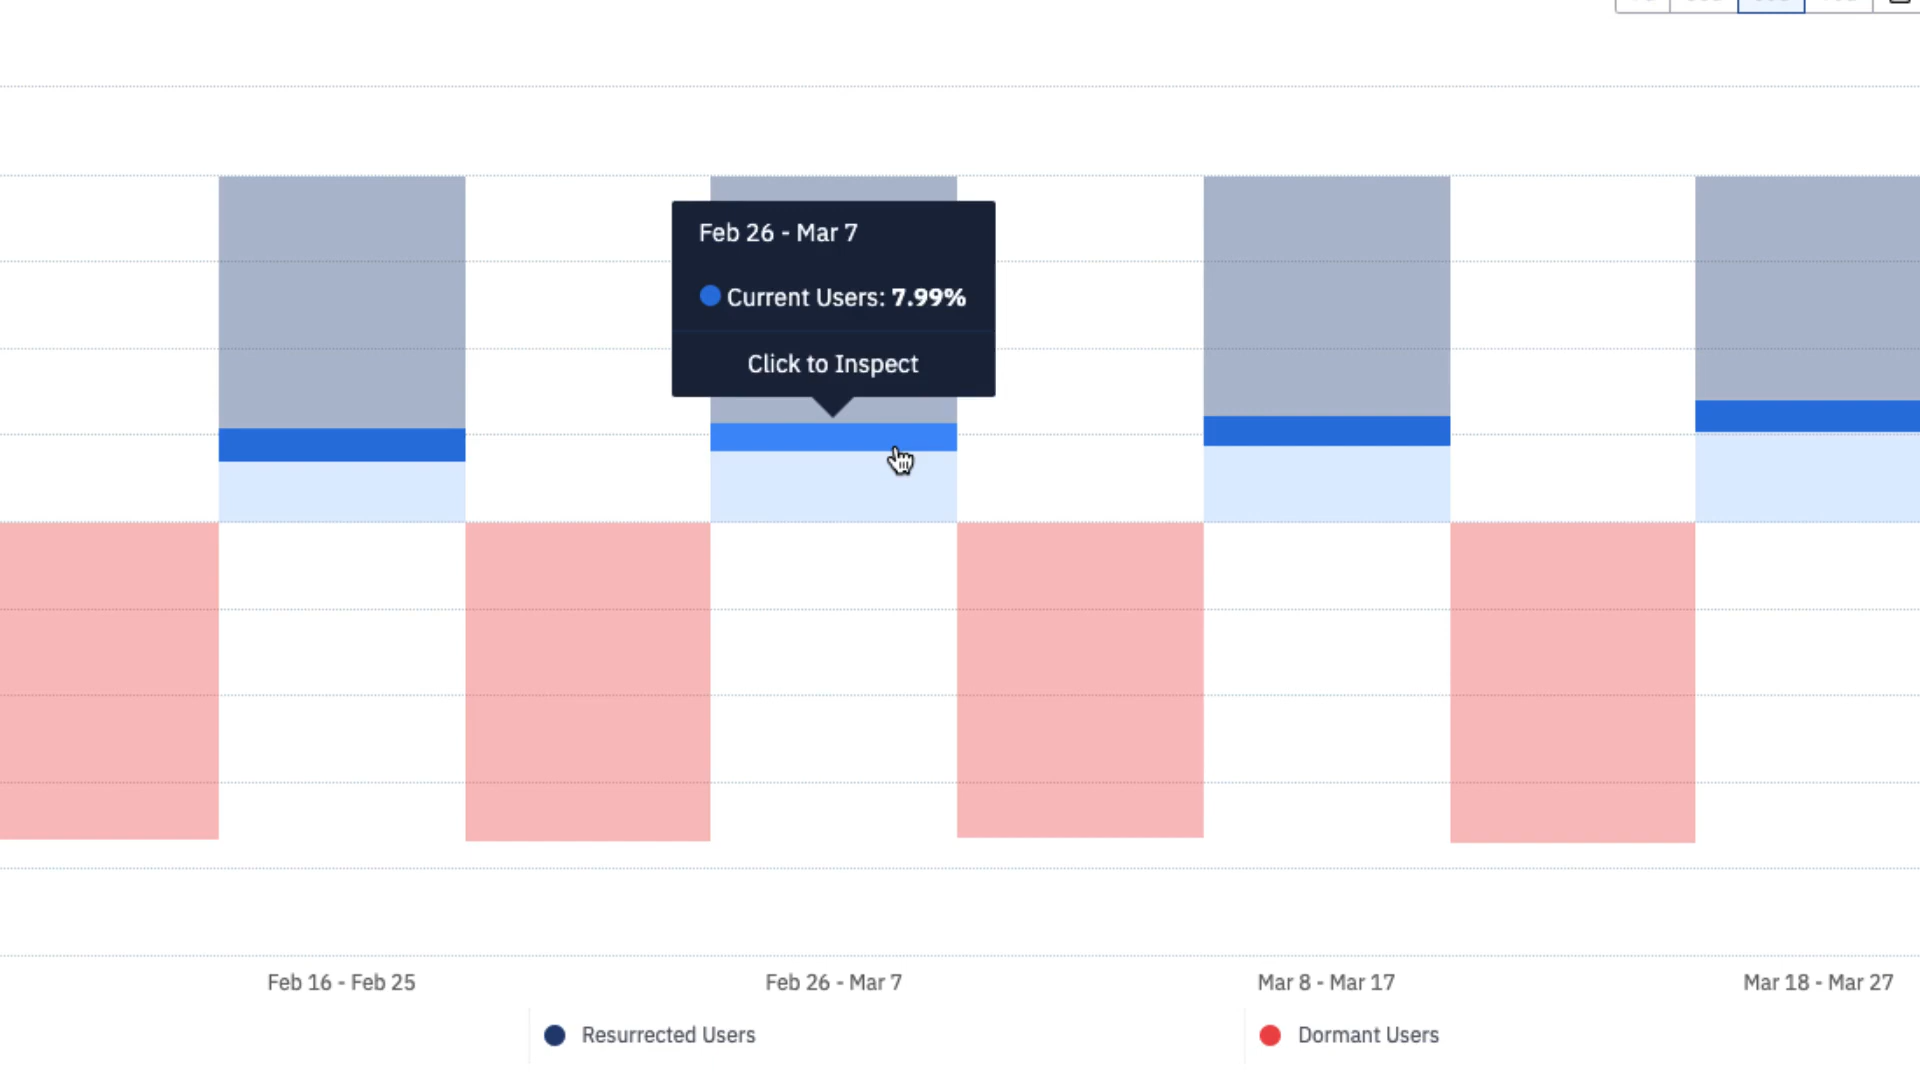 Feb 26 - Mar 7
Current Users: 7.99%
Click to Inspect
Feb 16 - Feb 25
Feb 26 - Mar 7
Mar 8 - Mar 17
Mar 18 - Mar 27
Resurrected Users
Dormant Users